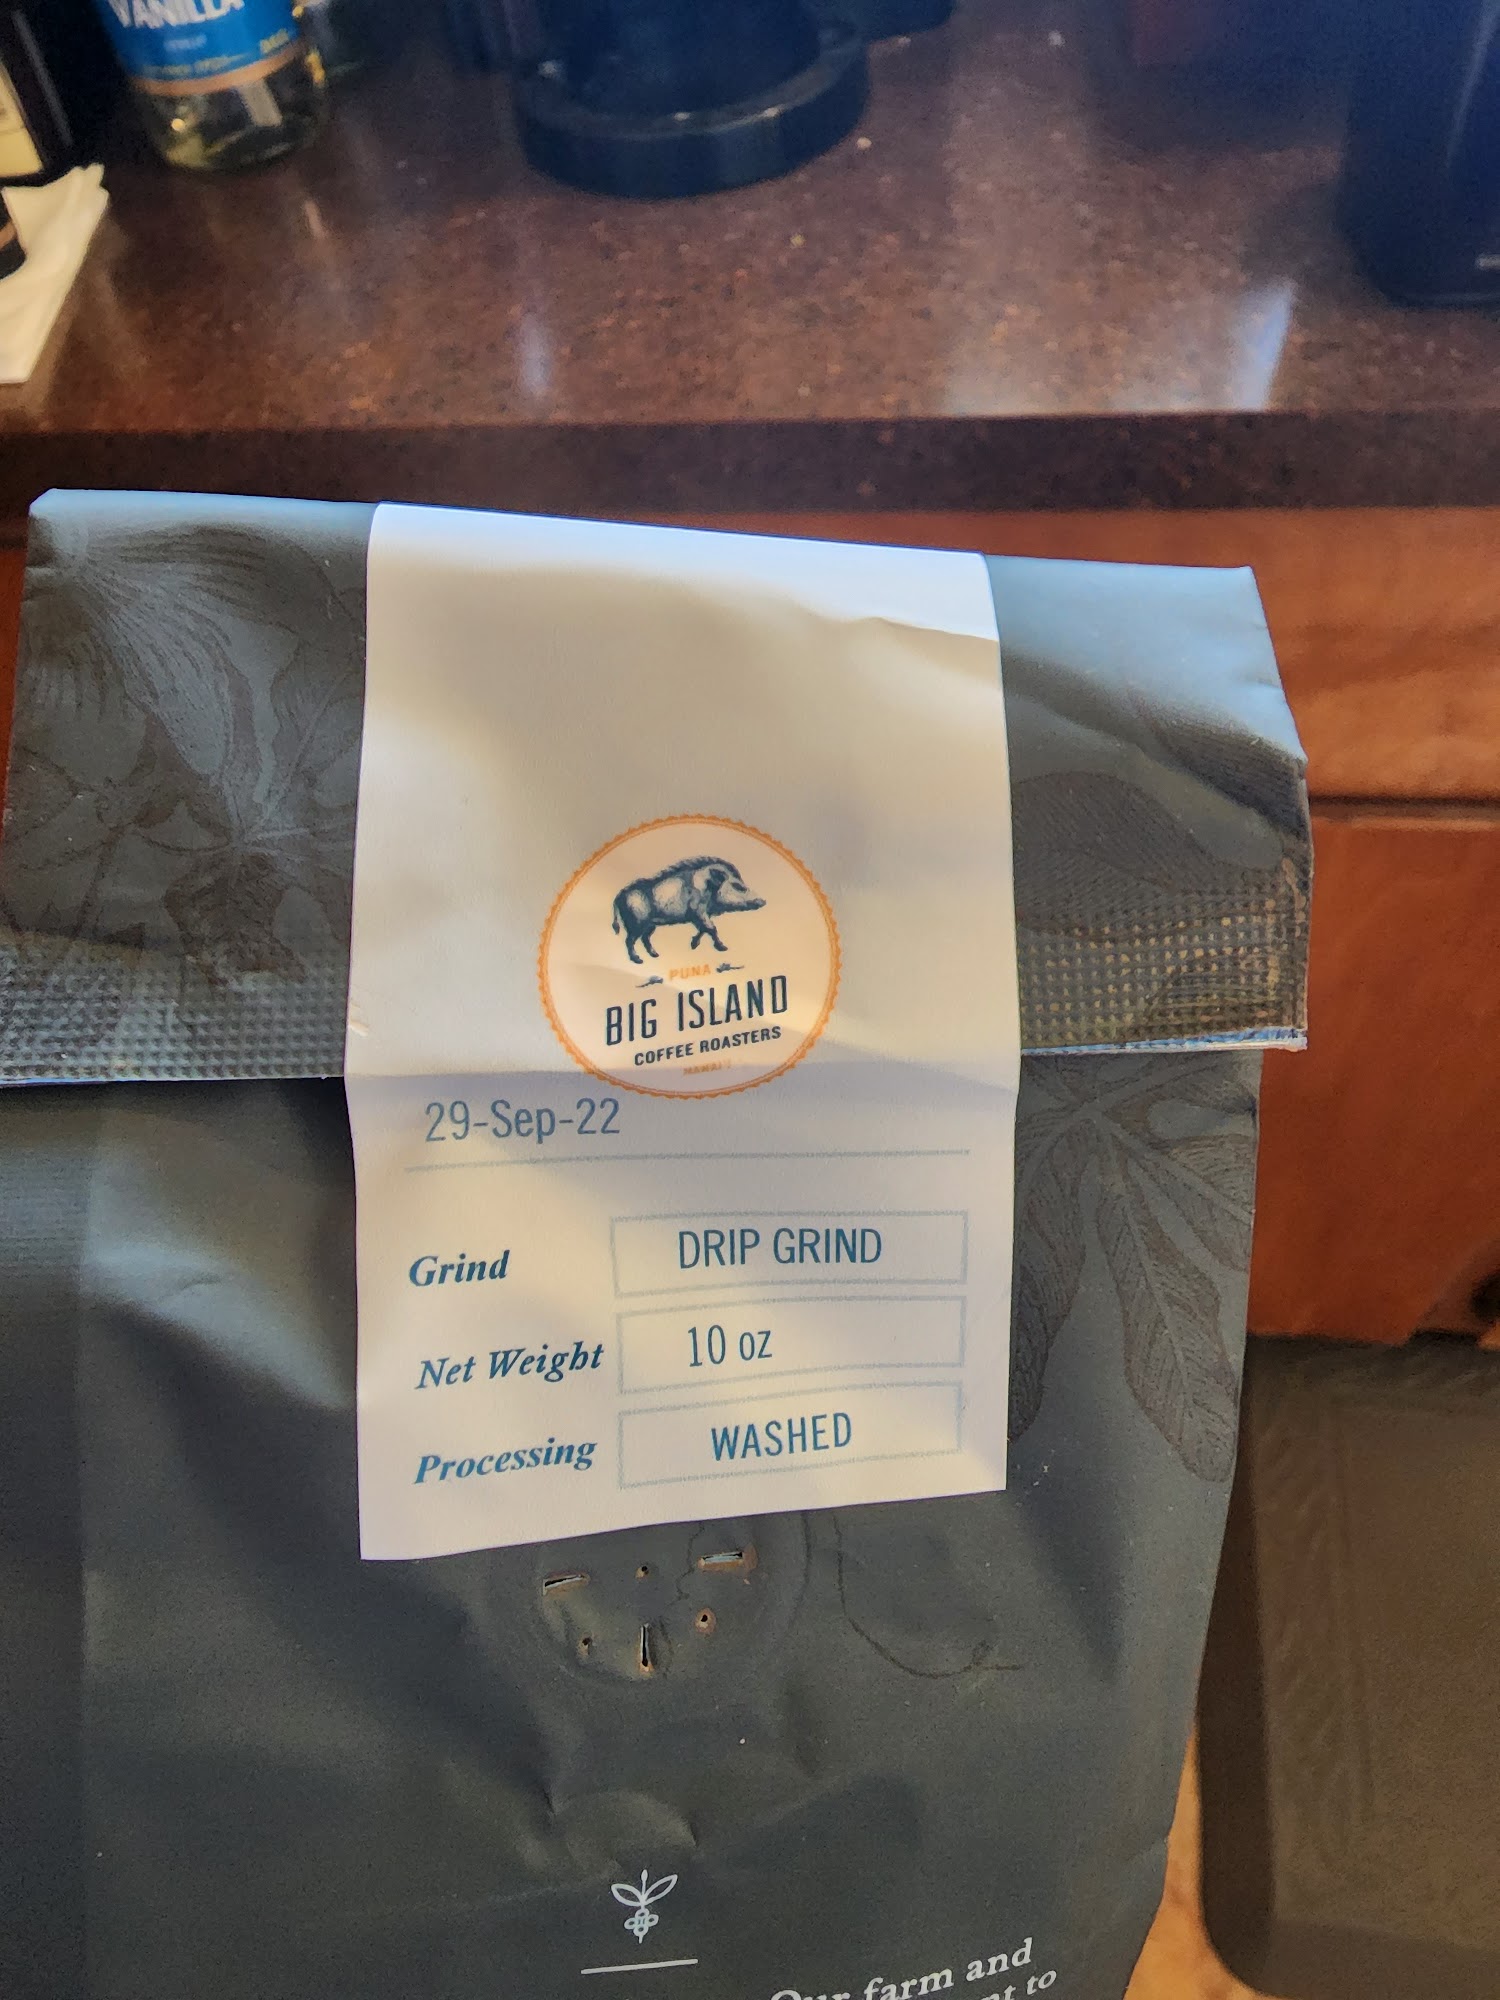 VANILLA
PUNA
BIG ISLAND
COFFEE ROASTERS
HAWAI'I
29-Sep-22
Grind DRIP GRIND
Net Weight 10 oz
Processing WASHED
Our farm and
to